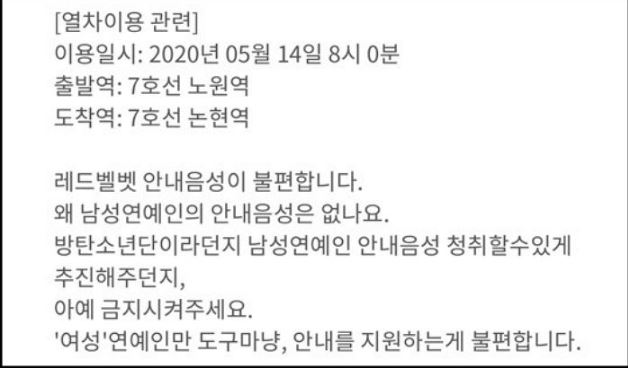 [열차이용 관련]
이용일시: 2020년 05월 14일 8시 0분
출발역: 7호선 노원역
도착역: 7호선 논현역
레드벨벳 안내음성이 불편합니다.
왜 남성연예인의 안내음성은 없나요.
방탄소년단이라던지 남성연예인 안내음성 청취할수있게
추진해주던지,
아예 금지시켜주세요.
'여성'연예인만 도구마냥, 안내를 지원하는게 불편합니다.